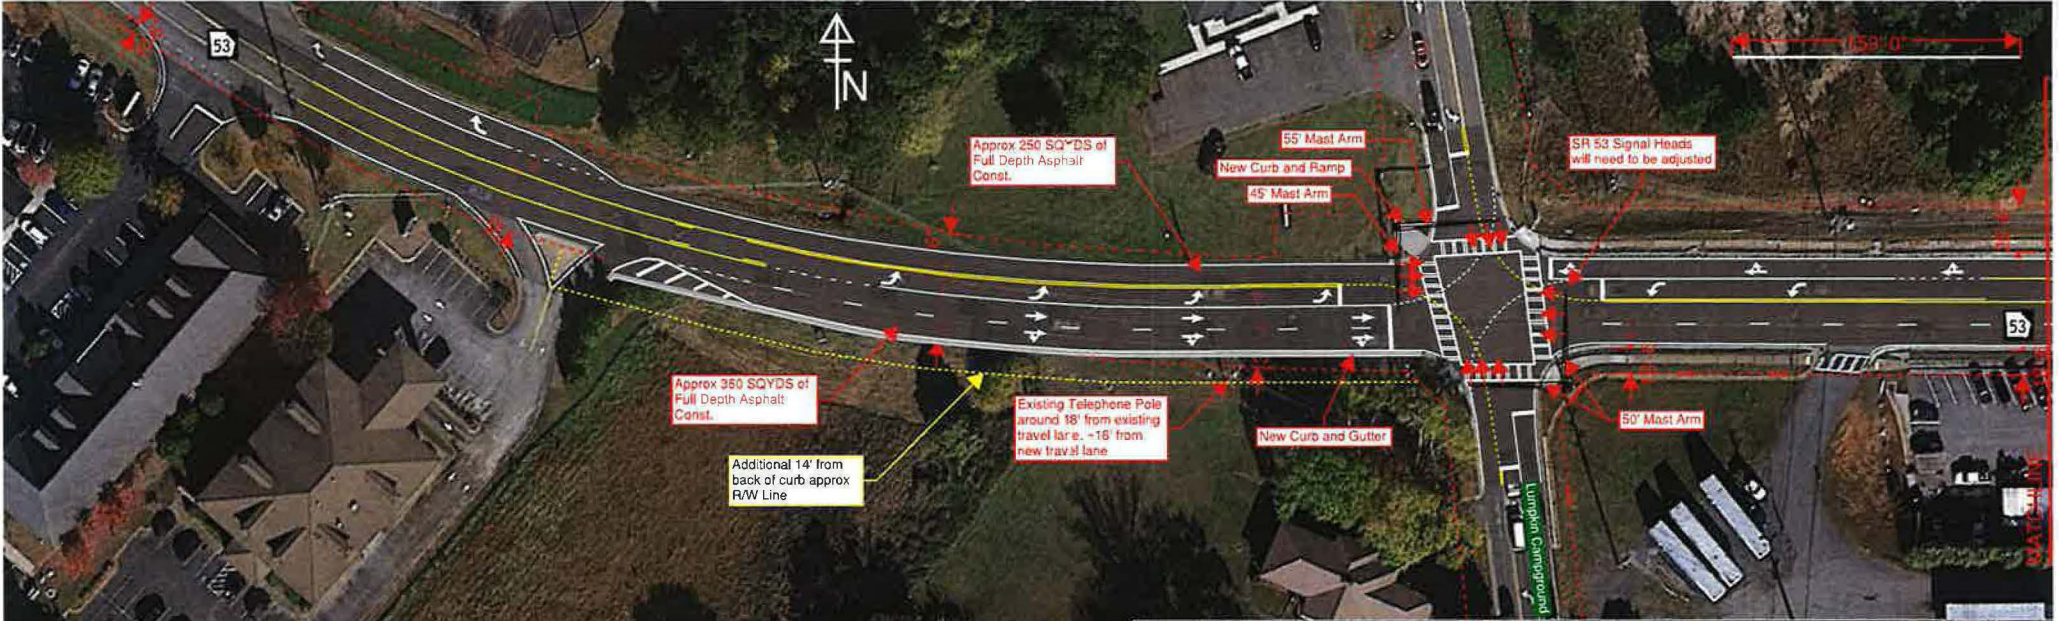 53
N
158'-0"
Approx 250 SQYDS of
Full Depth Asphalt
Const.
55' Mast Arm
New Curb and Ramp
45' Mast Arm
SR 53 Signal Heads
will need to be adjusted
53
Approx 350 SQYDS of
Full Depth Asphalt
Const.
Additional 14' from
back of curb approx
R/W Line
Existing Telephone Pole
around 18' from existing
travel lane. ~16' from
new travel lane
New Curb and Gutter
50' Mast Arm
Lumpkin Campground
MATCHLINE